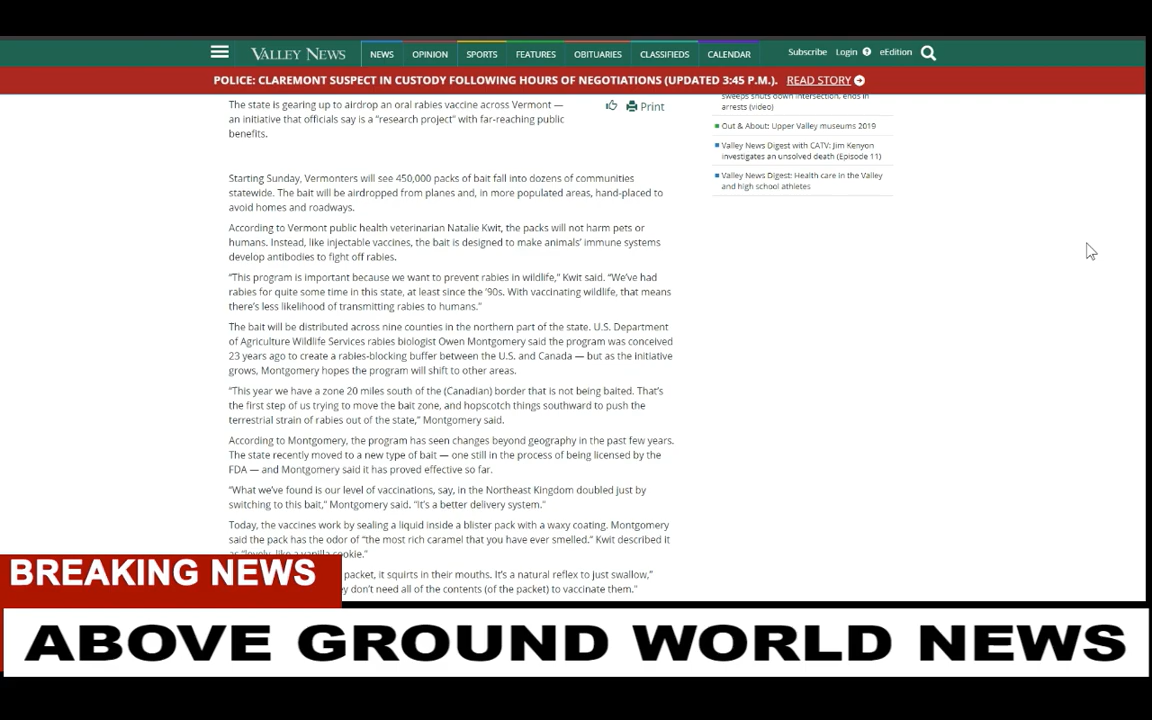 VALLEY NEWS
NEWS
OPINION
SPORTS
FEATURES
OBITUARIES
CLASSIFIEDS
CALENDAR
Subscribe
Login
eEdition
POLICE: CLAREMONT SUSPECT IN CUSTODY FOLLOWING HOURS OF NEGOTIATIONS (UPDATED 3:45 P.M.). READ STORY
The state is gearing up to airdrop an oral rabies vaccine across Vermont —
an initiative that officials say is a “research project” with far-reaching public
benefits.
Print
sweeps shuts down intersection, ends in
arrests (video)
Out & About: Upper Valley museums 2019
Valley News Digest with CATV: Jim Kenyon
investigates an unsolved death (Episode 11)
Valley News Digest: Health care in the Valley
and high school athletes
Starting Sunday, Vermonters will see 450,000 packs of bait fall into dozens of communities
statewide. The bait will be airdropped from planes and, in more populated areas, hand-placed to
avoid homes and roadways.
According to Vermont public health veterinarian Natalie Kwit, the packs will not harm pets or
humans. Instead, like injectable vaccines, the bait is designed to make animals’ immune systems
develop antibodies to fight off rabies.
“This program is important because we want to prevent rabies in wildlife,” Kwit said. “We’ve had
rabies for quite some time in this state, at least since the ’90s. With vaccinating wildlife, that means
there’s less likelihood of transmitting rabies to humans.”
The bait will be distributed across nine counties in the northern part of the state. U.S. Department
of Agriculture Wildlife Services rabies biologist Owen Montgomery said the program was conceived
23 years ago to create a rabies-blocking buffer between the U.S. and Canada — but as the initiative
grows, Montgomery hopes the program will shift to other areas.
“This year we have a zone 20 miles south of the (Canadian) border that is not being baited. That’s
the first step of us trying to move the bait zone, and hopscotch things southward to push the
terrestrial strain of rabies out of the state,” Montgomery said.
According to Montgomery, the program has seen changes beyond geography in the past few years.
The state recently moved to a new type of bait — one still in the process of being licensed by the
FDA — and Montgomery said it has proved effective so far.
“What we’ve found is our level of vaccinations, say, in the Northeast Kingdom doubled just by
switching to this bait,” Montgomery said. “It’s a better delivery system.”
Today, the vaccines work by sealing a liquid inside a blister pack with a waxy coating. Montgomery
said the pack has the odor of “the most rich caramel that you have ever smelled.” Kwit described it
as “lovely, like a vanilla cookie.”
packet, it squirts in their mouths. It’s a natural reflex to just swallow,”
y don’t need all of the contents (of the packet) to vaccinate them.”
BREAKING NEWS
ABOVE GROUND WORLD NEWS